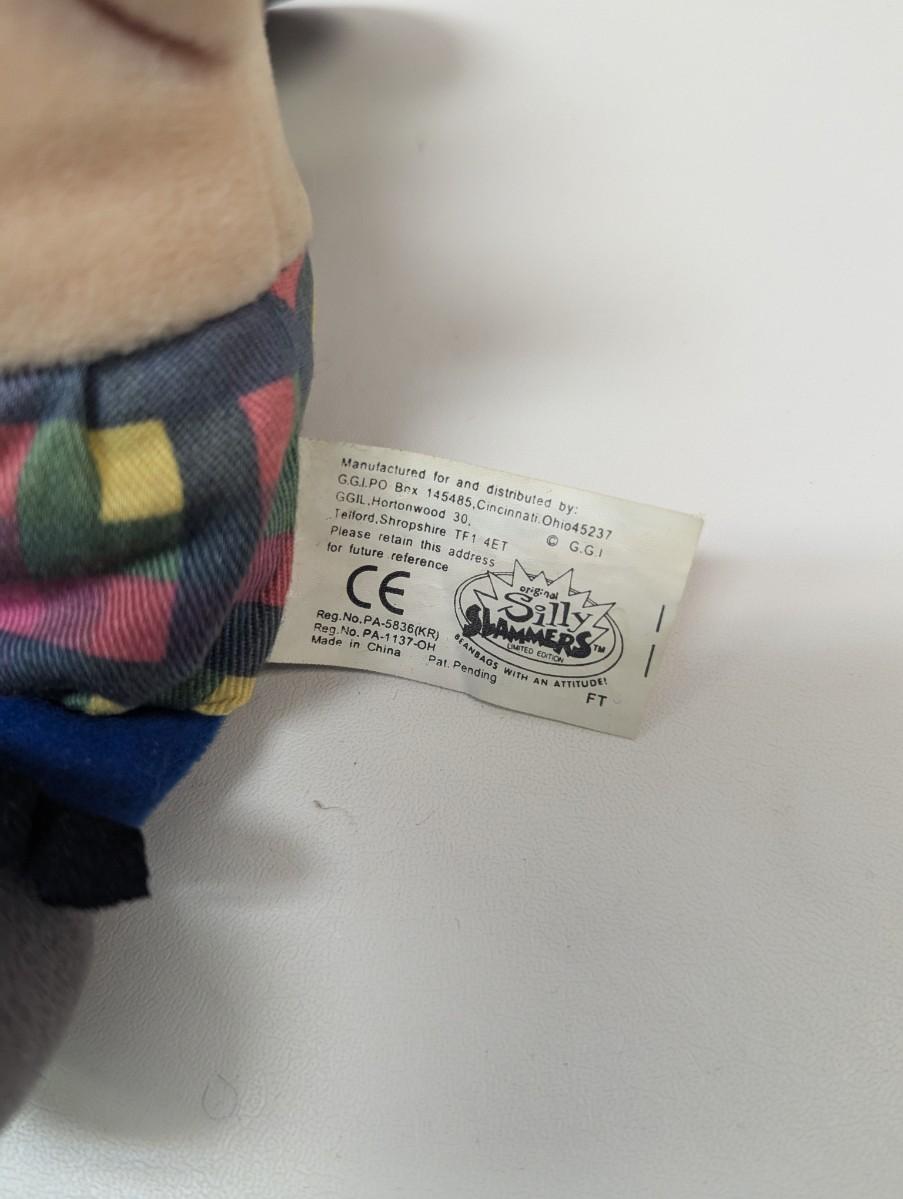 Manufactured for and distributed by:
G.G.I.PO Box 145485,Cincinnati.Ohio45237
GGIL,Hortonwood 30,
Telford,Shropshire TF1 4ET © G.G.I
Please retain this address
for future reference
CE
original
Silly
SLAMMERS™
LIMITED EDITION
BEANBAGS WITH AN ATTITUDE!
Reg.No.PA-5836(KR)
Reg.No. PA-1137-OH
Made in China Pat. Pending
FT